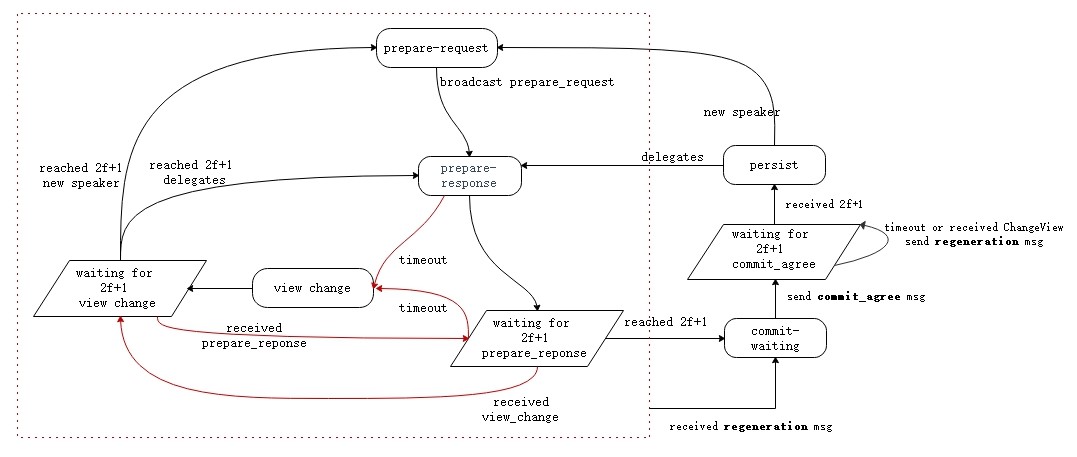 prepare-request
broadcast prepare_request
new speaker
reached 2f+1
new speaker
reached 2f+1
delegates
delegates
persist
prepare-
response
received 2f+1
timeout or received ChangeView
send regeneration msg
waiting for
2f+1
commit_agree
timeout
waiting for
2f+1
view change
view change
send commit_agree msg
timeout
waiting for
2f+1
prepare_reponse
reached 2f+1
commit-
waiting
received
prepare_reponse
received
view_change
received regeneration msg